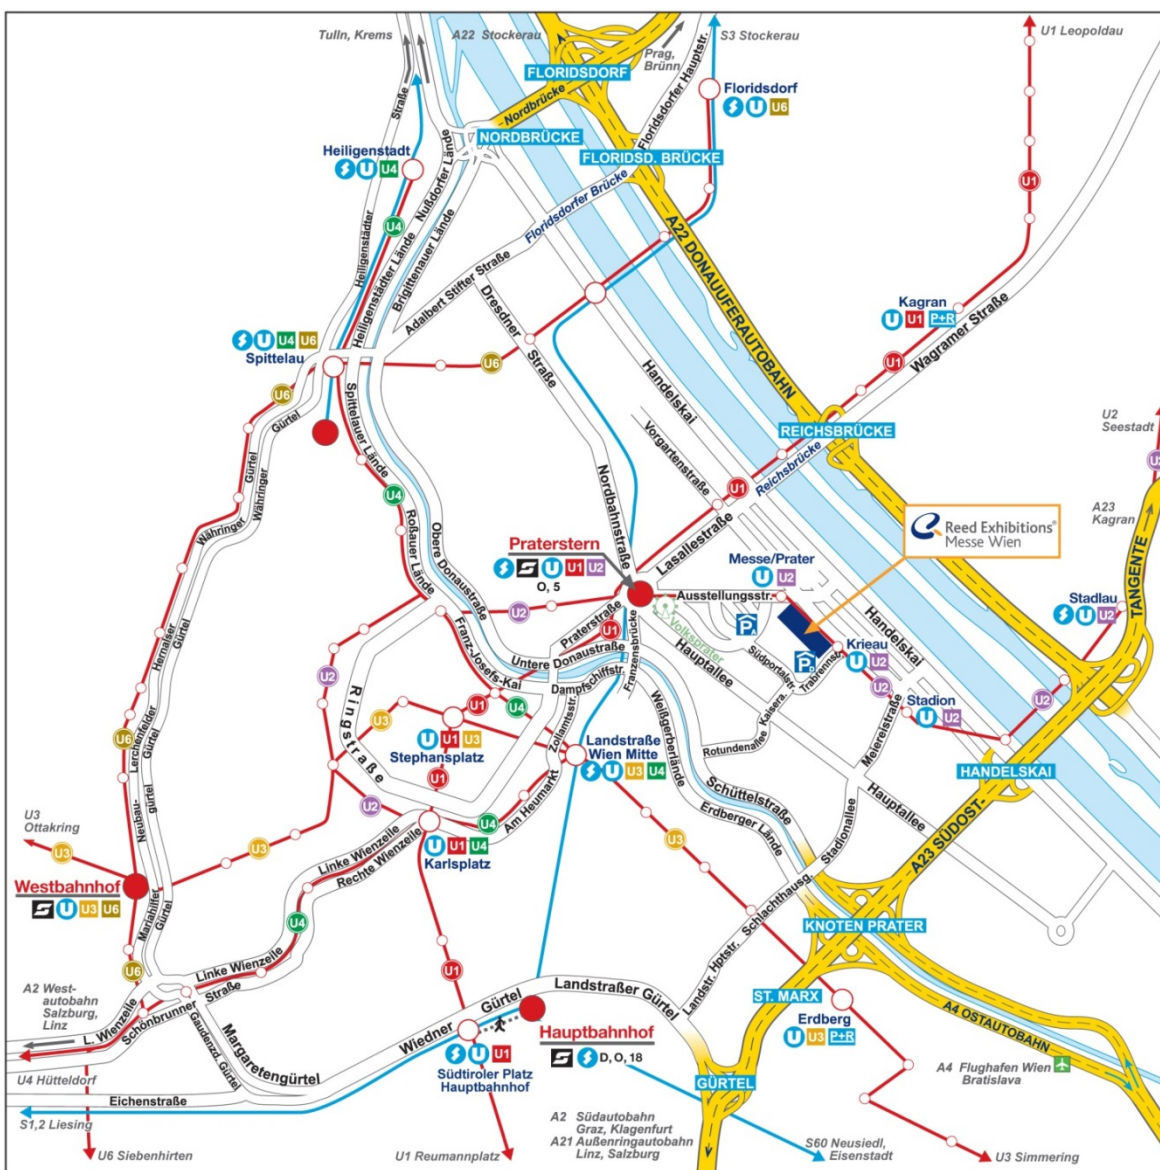 Tulln, Krems
A22 Stockerau
Prag,
Brünn
S3 Stockerau
U1 Leopoldau
FLORIDSDORF
Nordbrücke
NORDBRÜCKE
FLORIDSD. BRÜCKE
Floridsdorfer Hauptstr.
Floridsdorf
S U U6
Straße
Heiligenstadt
S U U4
U4
U1
Nußdorfer Lände
Heiligenstädter
Heiligenstädter Lände
Brigittenauer Lände
Floridsdorfer Brücke
Adalbert Stifter Straße
A22 DONAUUFERAUTOBAHN
Dresdner
Straße
Kagran
U U1 P+R
Wagramer Straße
U1
S U U4 U6
Spittelau
U6
U6
Gürtel
Spittelauer Lände
Handelskai
Vorgartenstraße
REICHSBRÜCKE
Reichsbrücke
U2
Seestadt
U2
A23
Kagran
Währinger
Gürtel
Währinger
Gürtel
U4
Roßauer Lände
Obere Donaustraße
Nordbahnstraße
U1
Lasallestraße
Reed Exhibitions®
Messe Wien
TANGENTE
Praterstern
S U U1 U2
O, 5
Messe/Prater
U U2
Ausstellungsstr.
Stadlau
S U U2
U2
Praterstraße
U1
Volksprater
Hauptallee
P A
P D
Südportalstr.
Trabrennstr.
Handelskai
Krieau
U U2
U2
Hernalser
Gürtel
U2
Franz-Josefs-Kai
Untere Donaustraße
Dampfschiffstr.
Franzensbrücke
Kaisera.
Rotundenallee
Stadion
U U2
U2
Meiereistraße
Ringstraße
U3
U1
U4
Zollamtsstr.
Weißgerberlände
U6
Lerchenfelder
Gürtel
U U1 U3
Stephansplatz
U1
Landstraße
Wien Mitte
S U U3 U4
HANDELSKAI
Schüttelstraße
Erdberger Lände
Hauptallee
Stadionallee
A23 SÜDOST-
Neubau-
gürtel
U2
Am Heumarkt
U4
Linke Wienzeile
Rechte Wienzeile
U U1 U4
Karlsplatz
U3
Ottakring
U3
U3
U3
Westbahnhof
S U U3 U6
Mariahilfer
Gürtel
U4
Landstr. Hptstr.
Schlachthausg.
KNOTEN PRATER
U6
Linke Wienzeile
U1
A2 West-
autobahn
Salzburg,
Linz
L. Wienzeile
Schönbrunner Straße
Gaudenzd. Gürtel
Margaretengürtel
Wiedner Gürtel
Landstraßer Gürtel
ST. MARX
Erdberg
U U3 P+R
A4 OSTAUTOBAHN
Hauptbahnhof
S D, O, 18
S U U1
Südtiroler Platz
Hauptbahnhof
U4 Hütteldorf
Eichenstraße
GÜRTEL
A4 Flughafen Wien
Bratislava
S1,2 Liesing
U6 Siebenhirten
U1 Reumannplatz
A2 Südautobahn
Graz, Klagenfurt
A21 Außenringautobahn
Linz, Salzburg
S60 Neusiedl,
Eisenstadt
U3 Simmering